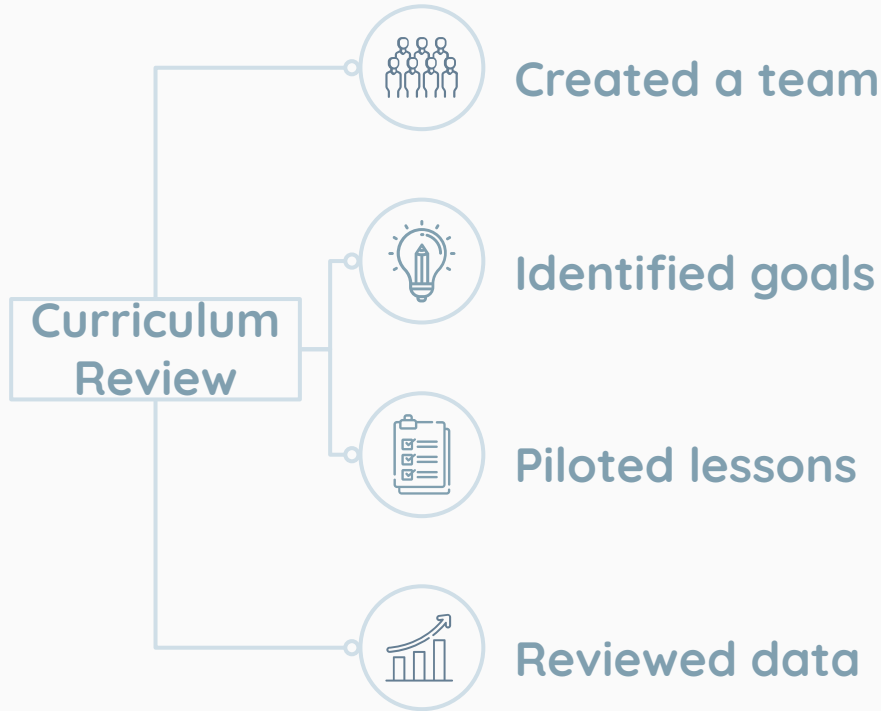 Created a team
Identified goals
Curriculum
Review
Piloted lessons
Reviewed data